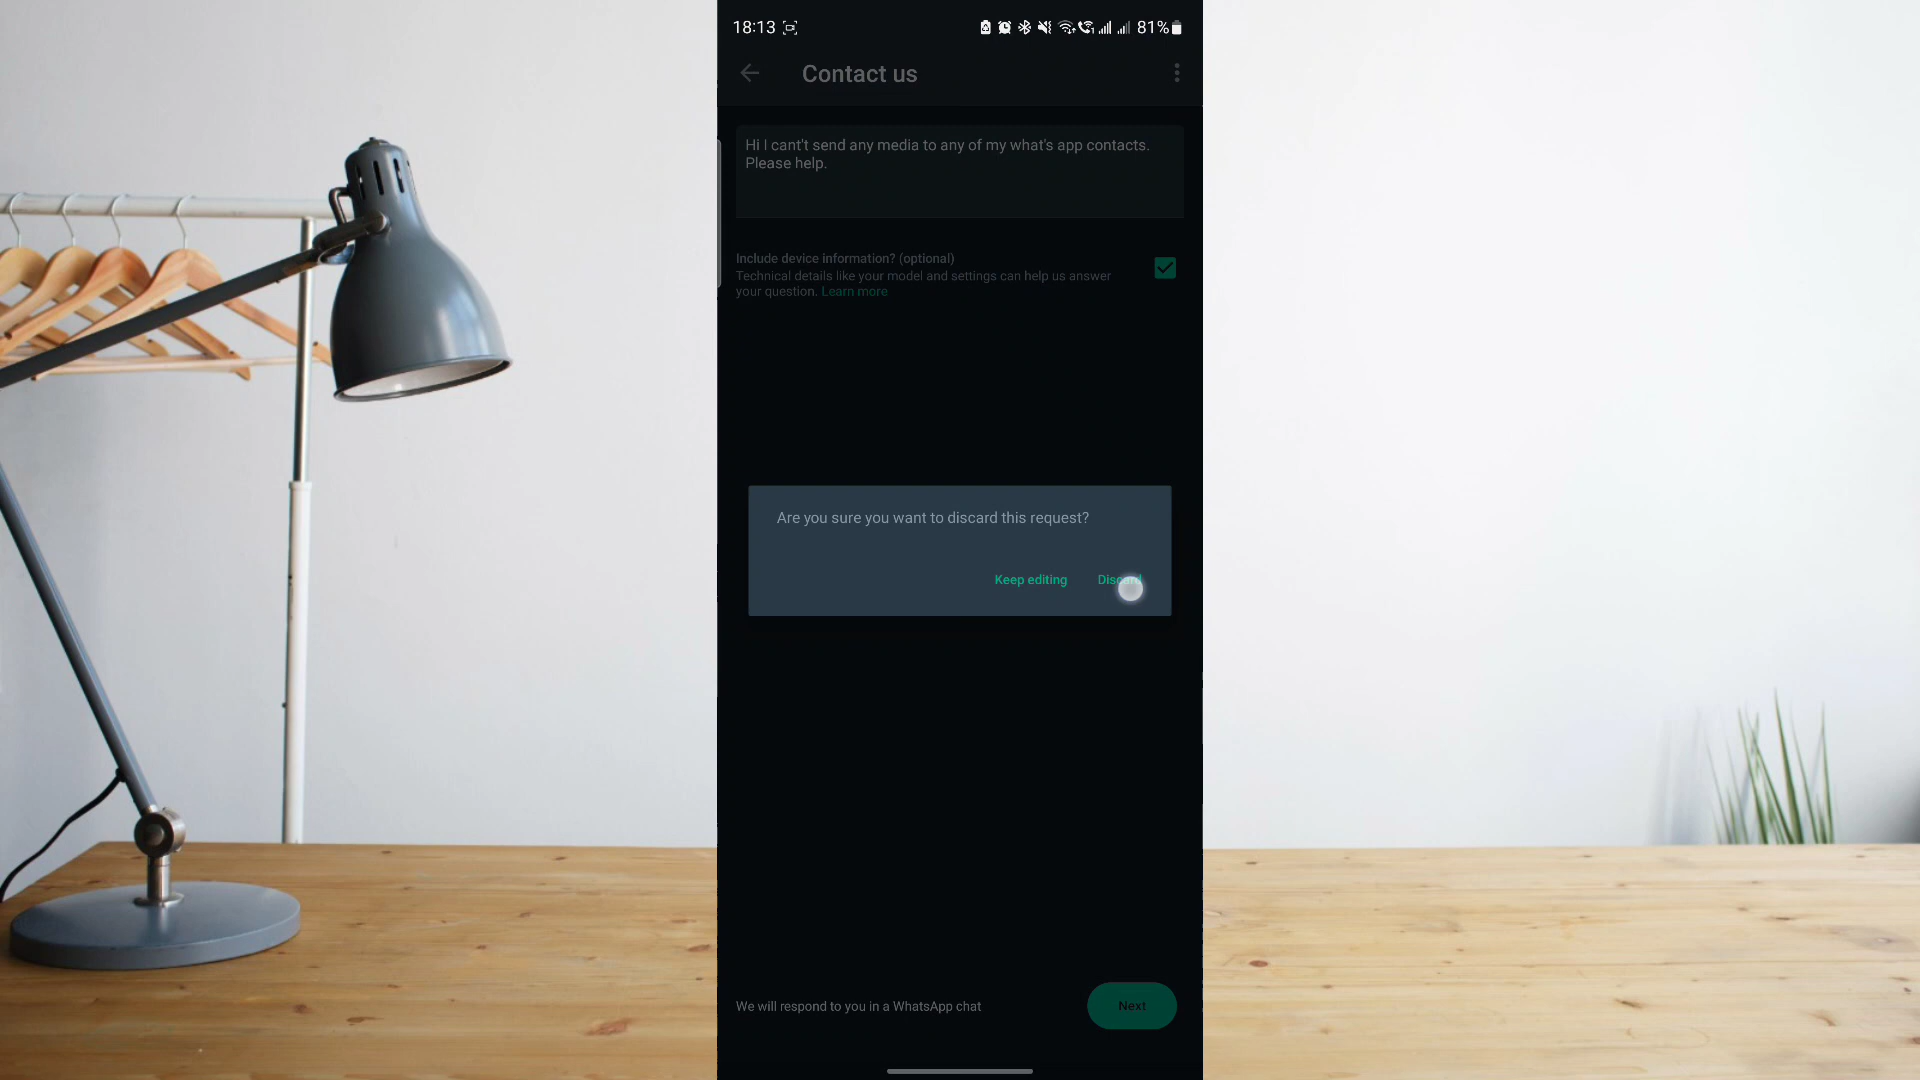 18:13
81%
Contact us
Hi I cant't send any media to any of my what's app contacts.
Please help.
Include device information? (optional)
Technical details like your model and settings can help us answer
your question. Learn more
Are you sure you want to discard this request?
Keep editing Discard
We will respond to you in a WhatsApp chat
Next